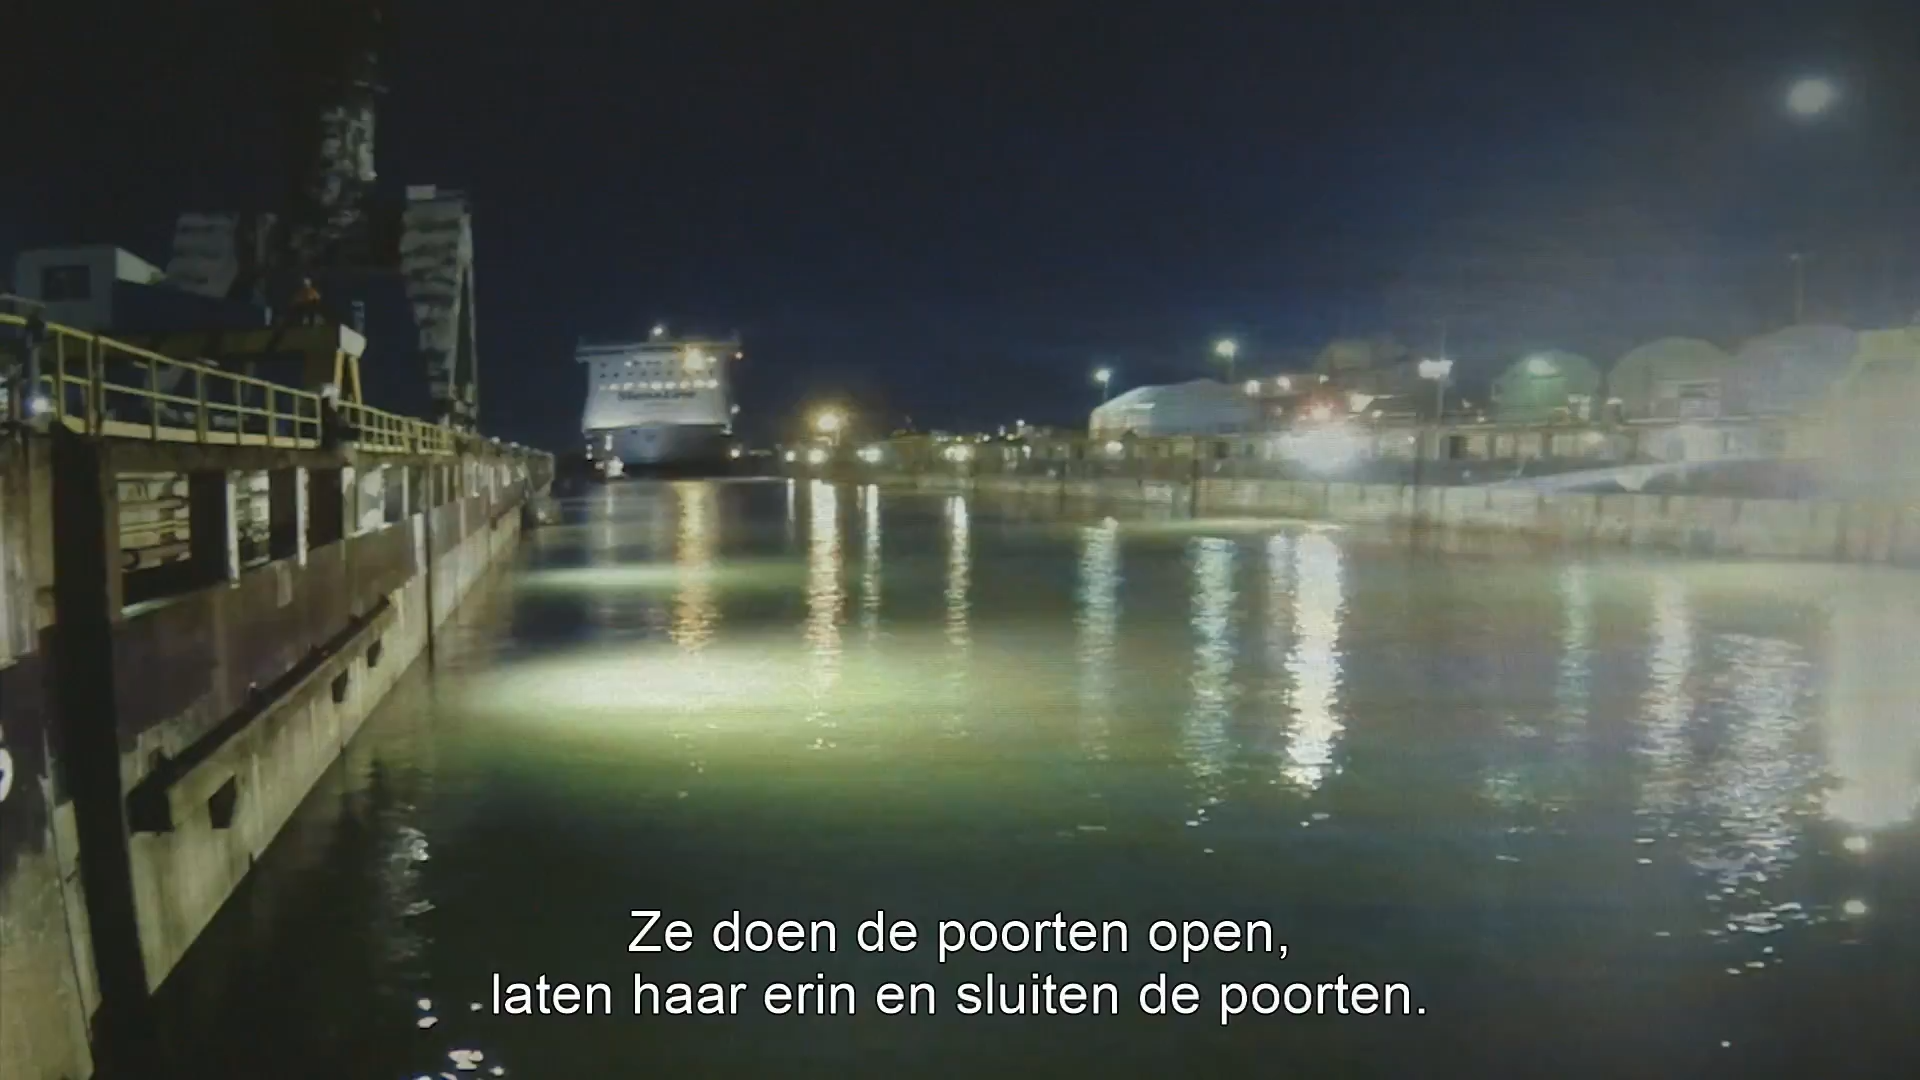 Ze doen de poorten open,
laten haar erin en sluiten de poorten.